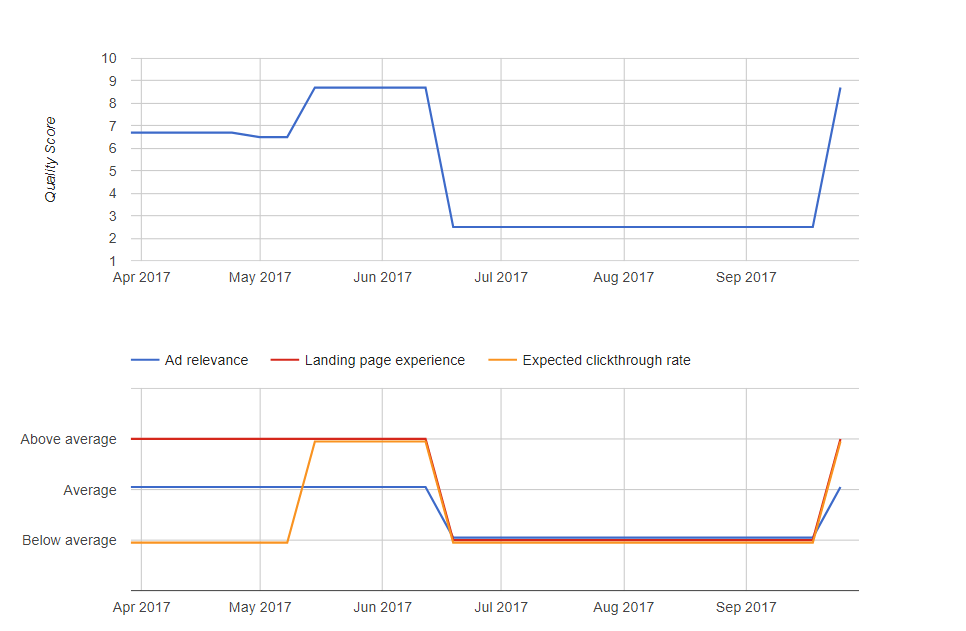 10
9
8
7
6
5
4
3
2
1
Quality Score
Apr 2017 May 2017 Jun 2017 Jul 2017 Aug 2017 Sep 2017
Ad relevance Landing page experience Expected clickthrough rate
Above average
Average
Below average
Apr 2017 May 2017 Jun 2017 Jul 2017 Aug 2017 Sep 2017